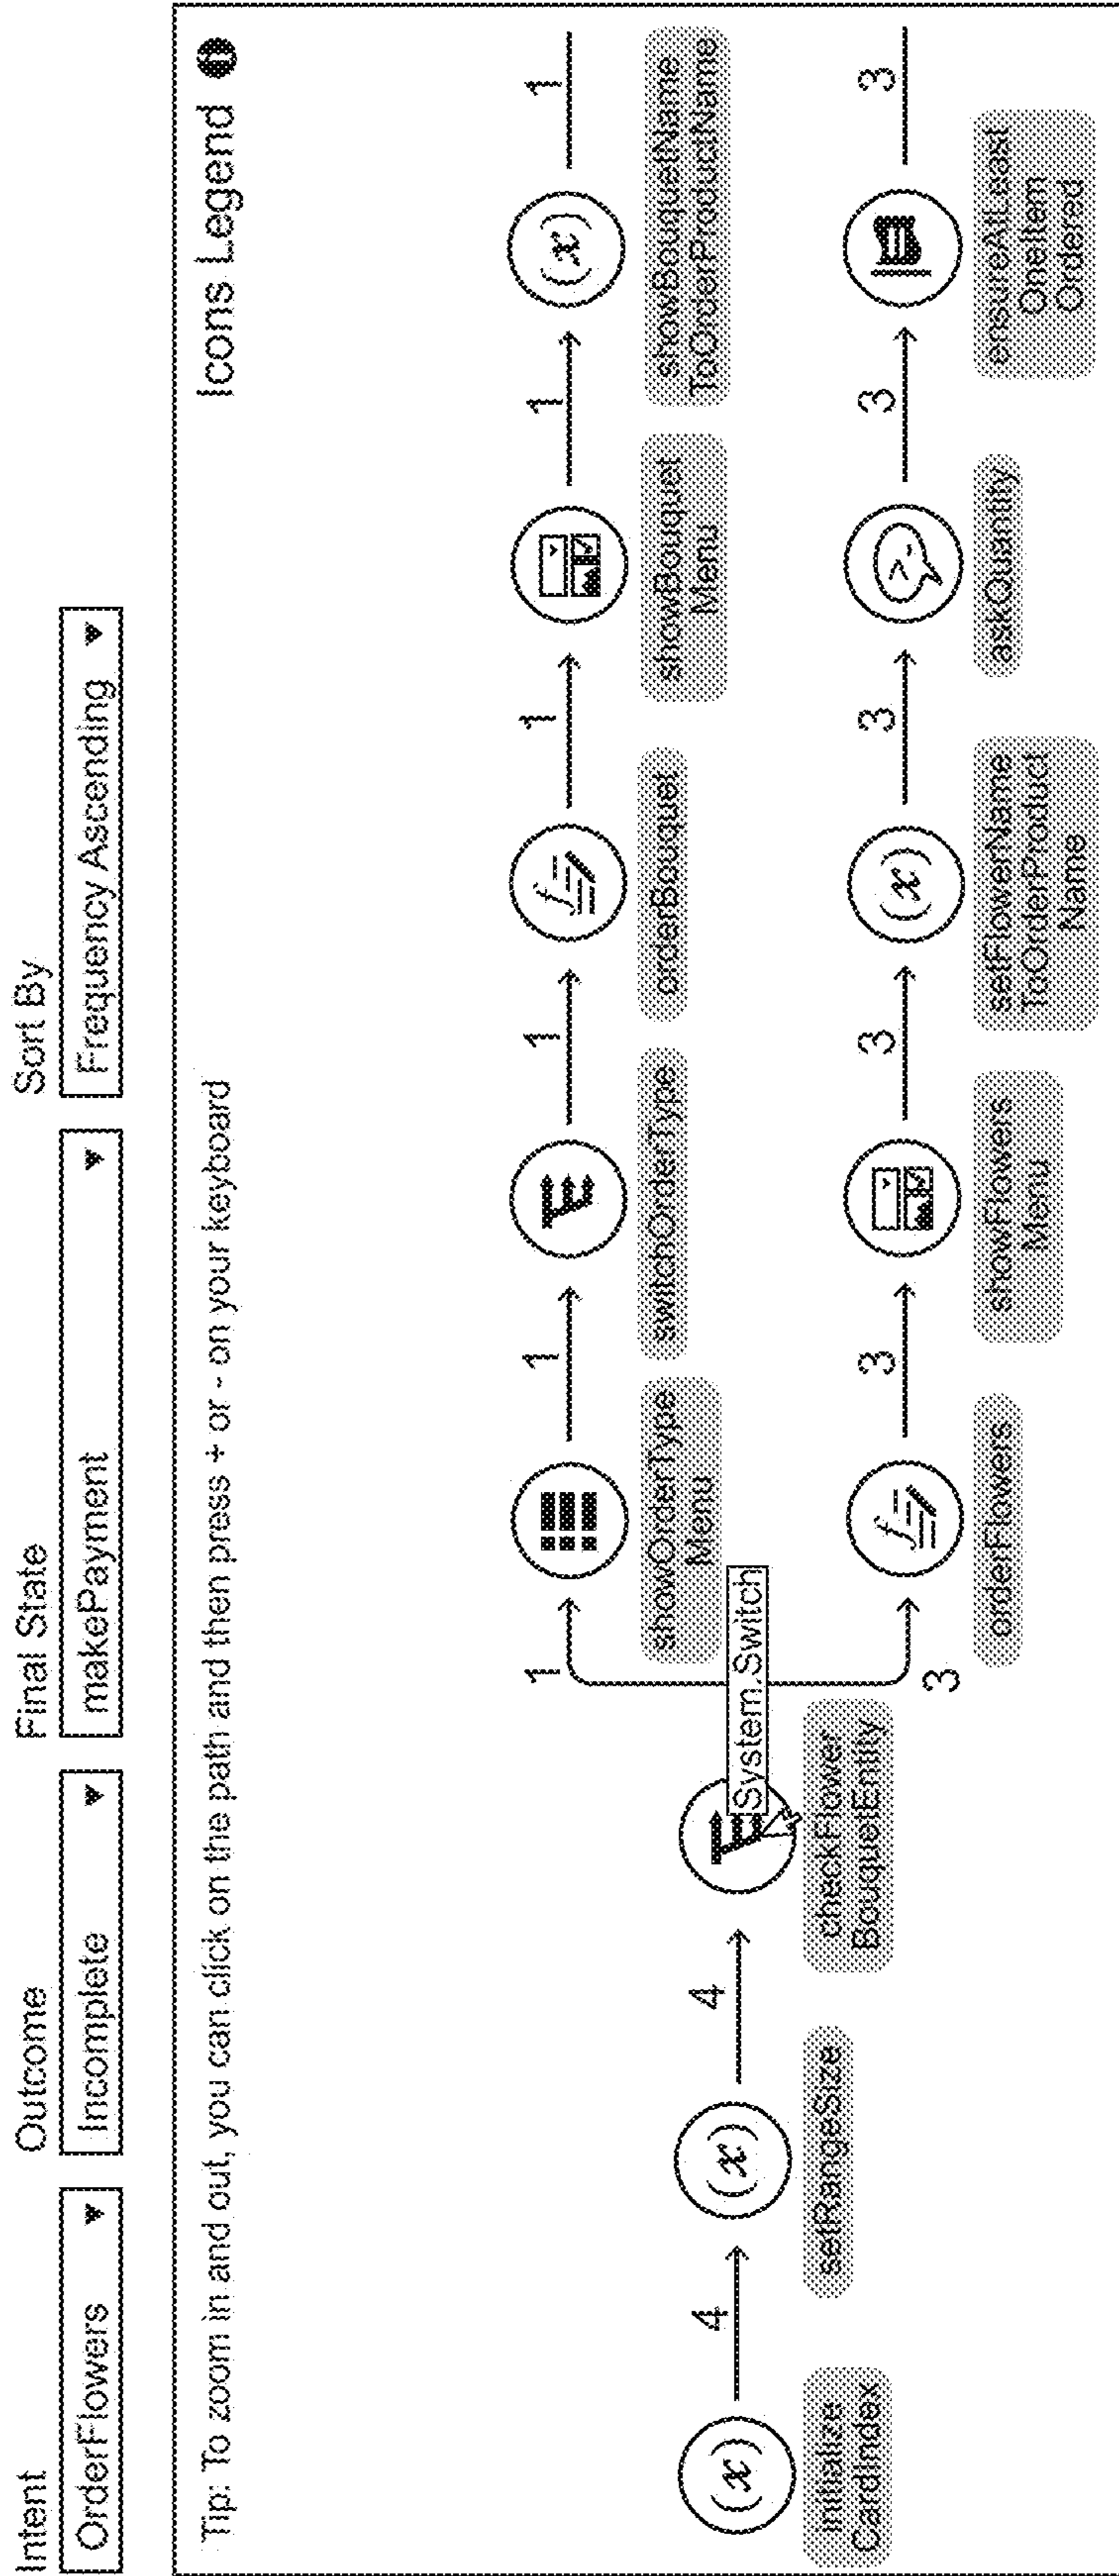 Intent
Outcome
Final State
Sort By
OrderFlowers
Incomplete
makePayment
Frequency Ascending
Tip: To zoom in and out, you can click on the path and then press + or - on your keyboard
Icons Legend
i
1
1
1
1
1
1
(x)
showOrderType
Menu
switchOrderType
orderBouquet
showBouquet
Menu
showBouquetName
ToOrderProductName
(x)
4
(x)
4
System.Switch
initialize
CardIndex
setRangeSize
checkFlower
BouquetEntity
3
3
3
3
3
3
(x)
orderFlowers
showFlowers
Menu
setFlowerName
ToOrderProduct
Name
askQuantity
ensureAtLeast
OneItem
Ordered